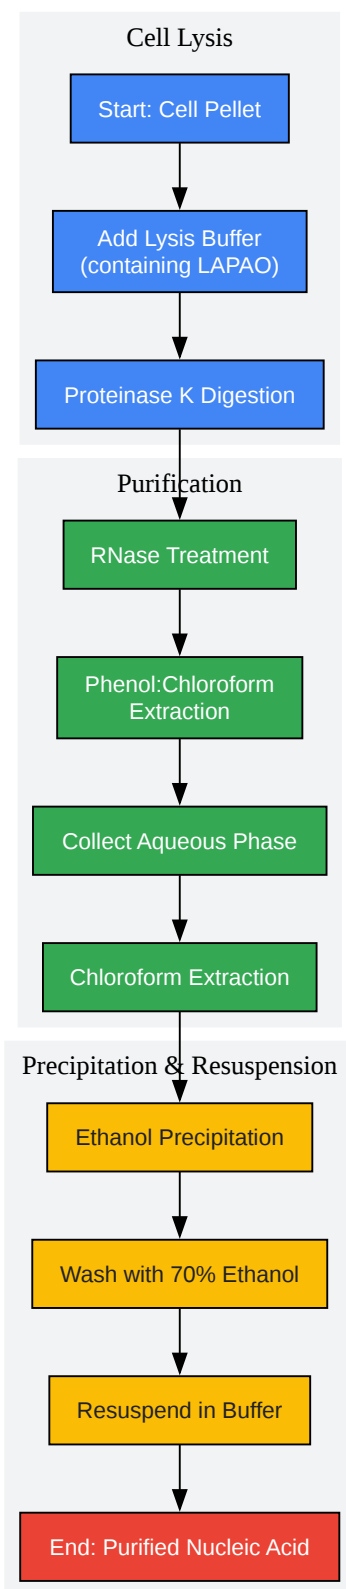 Cell Lysis
Start: Cell Pellet
Add Lysis Buffer
(containing LAPAO)
Proteinase K Digestion
Purification
RNase Treatment
Phenol:Chloroform
Extraction
Collect Aqueous Phase
Chloroform Extraction
Precipitation & Resuspension
Ethanol Precipitation
Wash with 70% Ethanol
Resuspend in Buffer
End: Purified Nucleic Acid